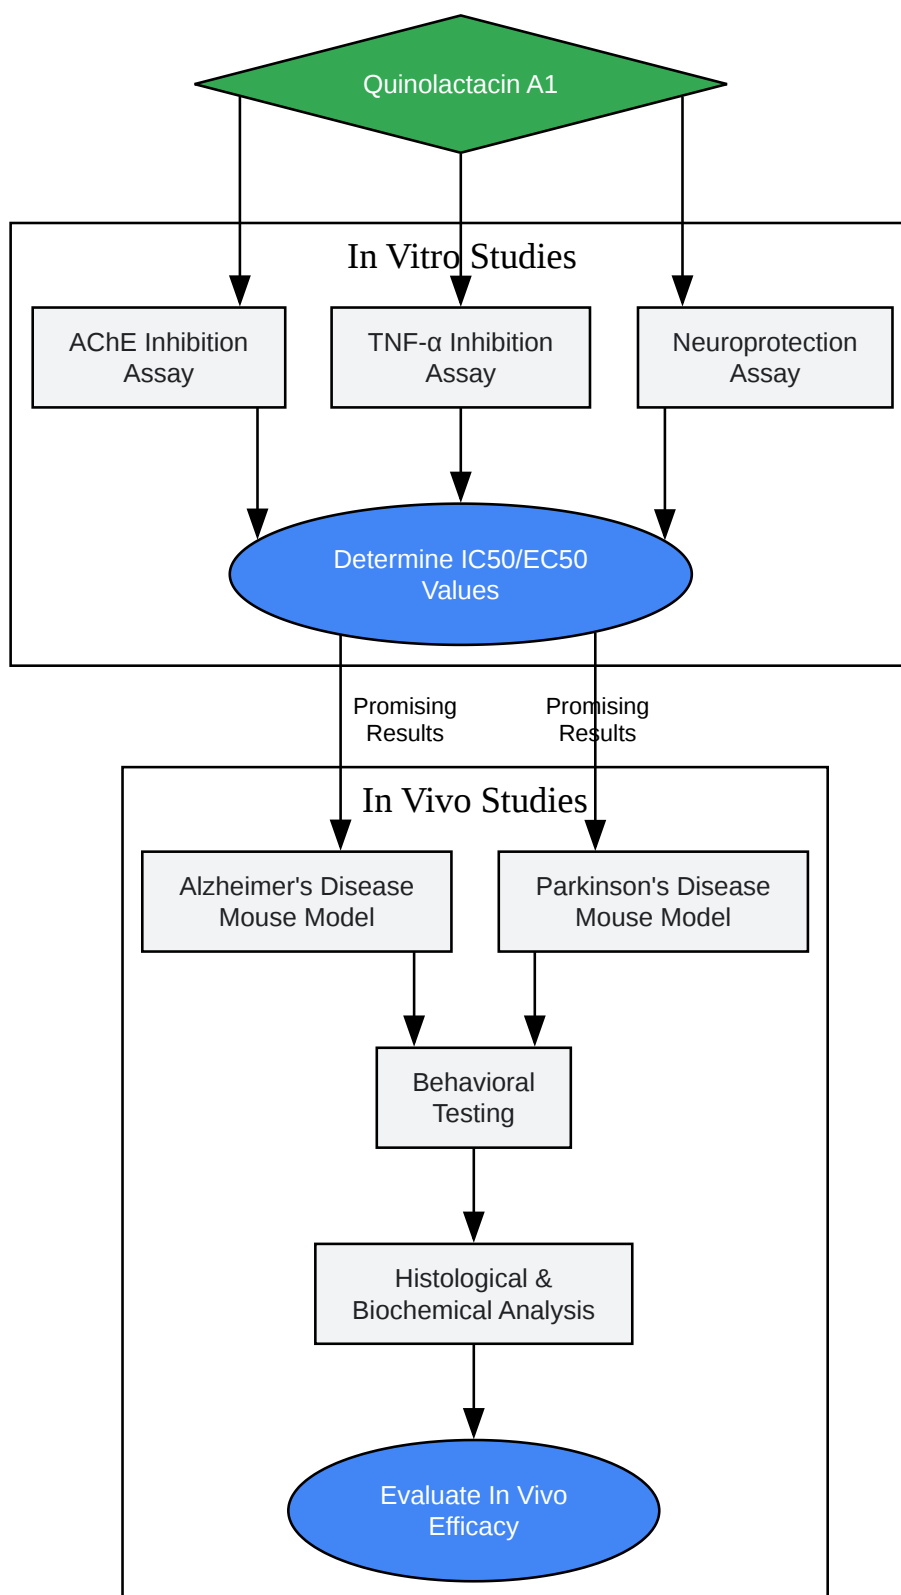 Quinolactacin A1
In Vitro Studies
AChE Inhibition
Assay
TNF-α Inhibition
Assay
Neuroprotection
Assay
Determine IC50/EC50
Values
Promising
Results
Promising
Results
In Vivo Studies
Alzheimer's Disease
Mouse Model
Parkinson's Disease
Mouse Model
Behavioral
Testing
Histological &
Biochemical Analysis
Evaluate In Vivo
Efficacy